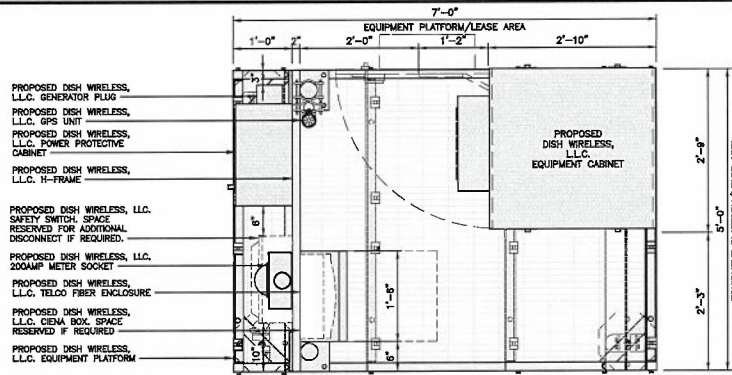 7'-0"
EQUIPMENT PLATFORM/LEASE AREA
1'-0" 2" 2'-0" 1'-2" 2'-10"
3"
PROPOSED DISH WIRELESS,
L.L.C. GENERATOR PLUG
PROPOSED DISH WIRELESS,
L.L.C. GPS UNIT
PROPOSED DISH WIRELESS,
L.L.C. POWER PROTECTIVE
CABINET
PROPOSED DISH WIRELESS,
L.L.C. H-FRAME
PROPOSED DISH WIRELESS, LLC.
SAFETY SWITCH. SPACE
RESERVED FOR ADDITIONAL
DISCONNECT IF REQUIRED.
PROPOSED DISH WIRELESS, LLC.
200AMP METER SOCKET
PROPOSED DISH WIRELESS,
L.L.C. TELCO FIBER ENCLOSURE
PROPOSED DISH WIRELESS,
L.L.C. CIENA BOX. SPACE
RESERVED IF REQUIRED
PROPOSED DISH WIRELESS,
L.L.C. EQUIPMENT PLATFORM
PROPOSED
DISH WIRELESS,
L.L.C.
EQUIPMENT CABINET
6"
10"
1'-6"
6"
2'-9"
2'-3"
5'-0"